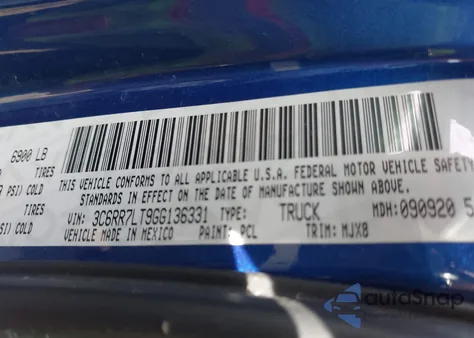 6900 LB
TIRES
PSI) COLD
TIRES
PSI) COLD
THIS VEHICLE CONFORMS TO ALL APPLICABLE U.S.A. FEDERAL MOTOR VEHICLE SAFETY
STANDARDS IN EFFECT ON THE DATE OF MANUFACTURE SHOWN ABOVE.
VIN: 3C6RR7LT9GG136331 TYPE: TRUCK MDH:090920 5
VEHICLE MADE IN MEXICO PAINT: PCL TRIM: MJX8
autoSnap